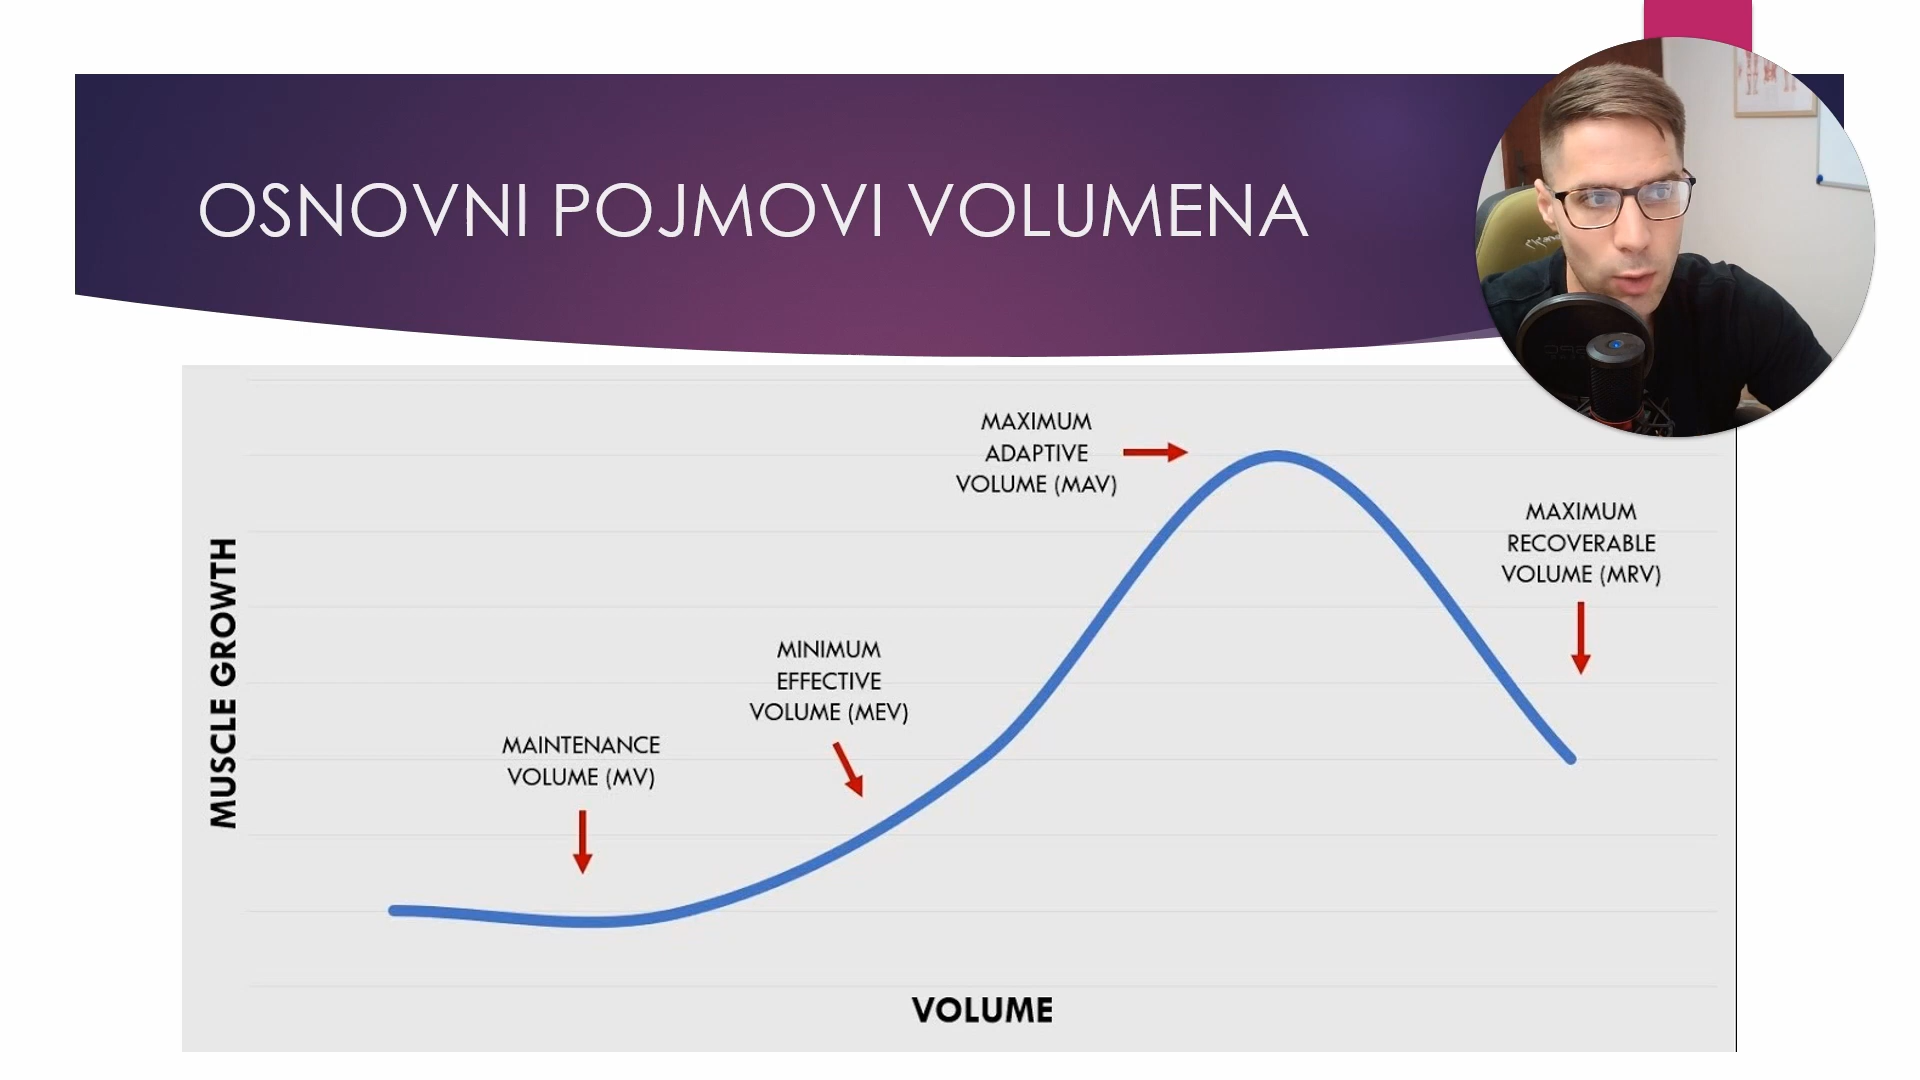 OSNOVNI POJMOVI VOLUMENA
MAXIMUM
ADAPTIVE
VOLUME (MAV)
MAXIMUM
RECOVERABLE
VOLUME (MRV)
MINIMUM
EFFECTIVE
VOLUME (MEV)
MAINTENANCE
VOLUME (MV)
MUSCLE GROWTH
VOLUME